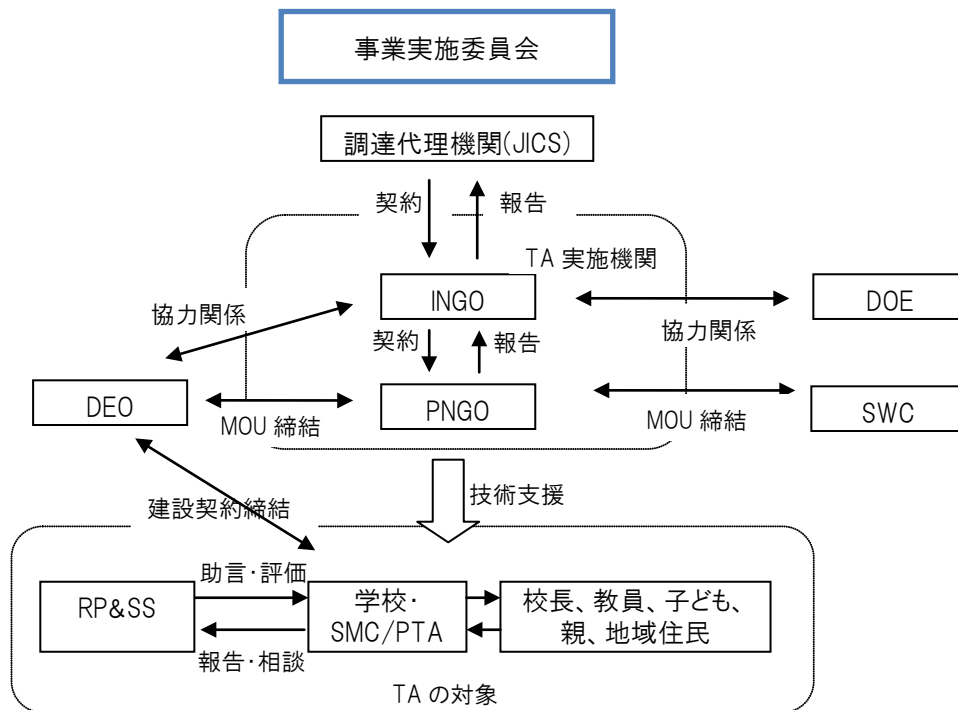 事業実施委員会
調達代理機関(JICS)
契約
報告
TA 実施機関
INGO
DOE
協力関係
協力関係
契約
報告
DEO
PNGO
SWC
MOU 締結
MOU 締結
技術支援
建設契約締結
助言・評価
RP&SS
学校・
SMC/PTA
校長、教員、子ども、
親、地域住民
報告・相談
TA の対象